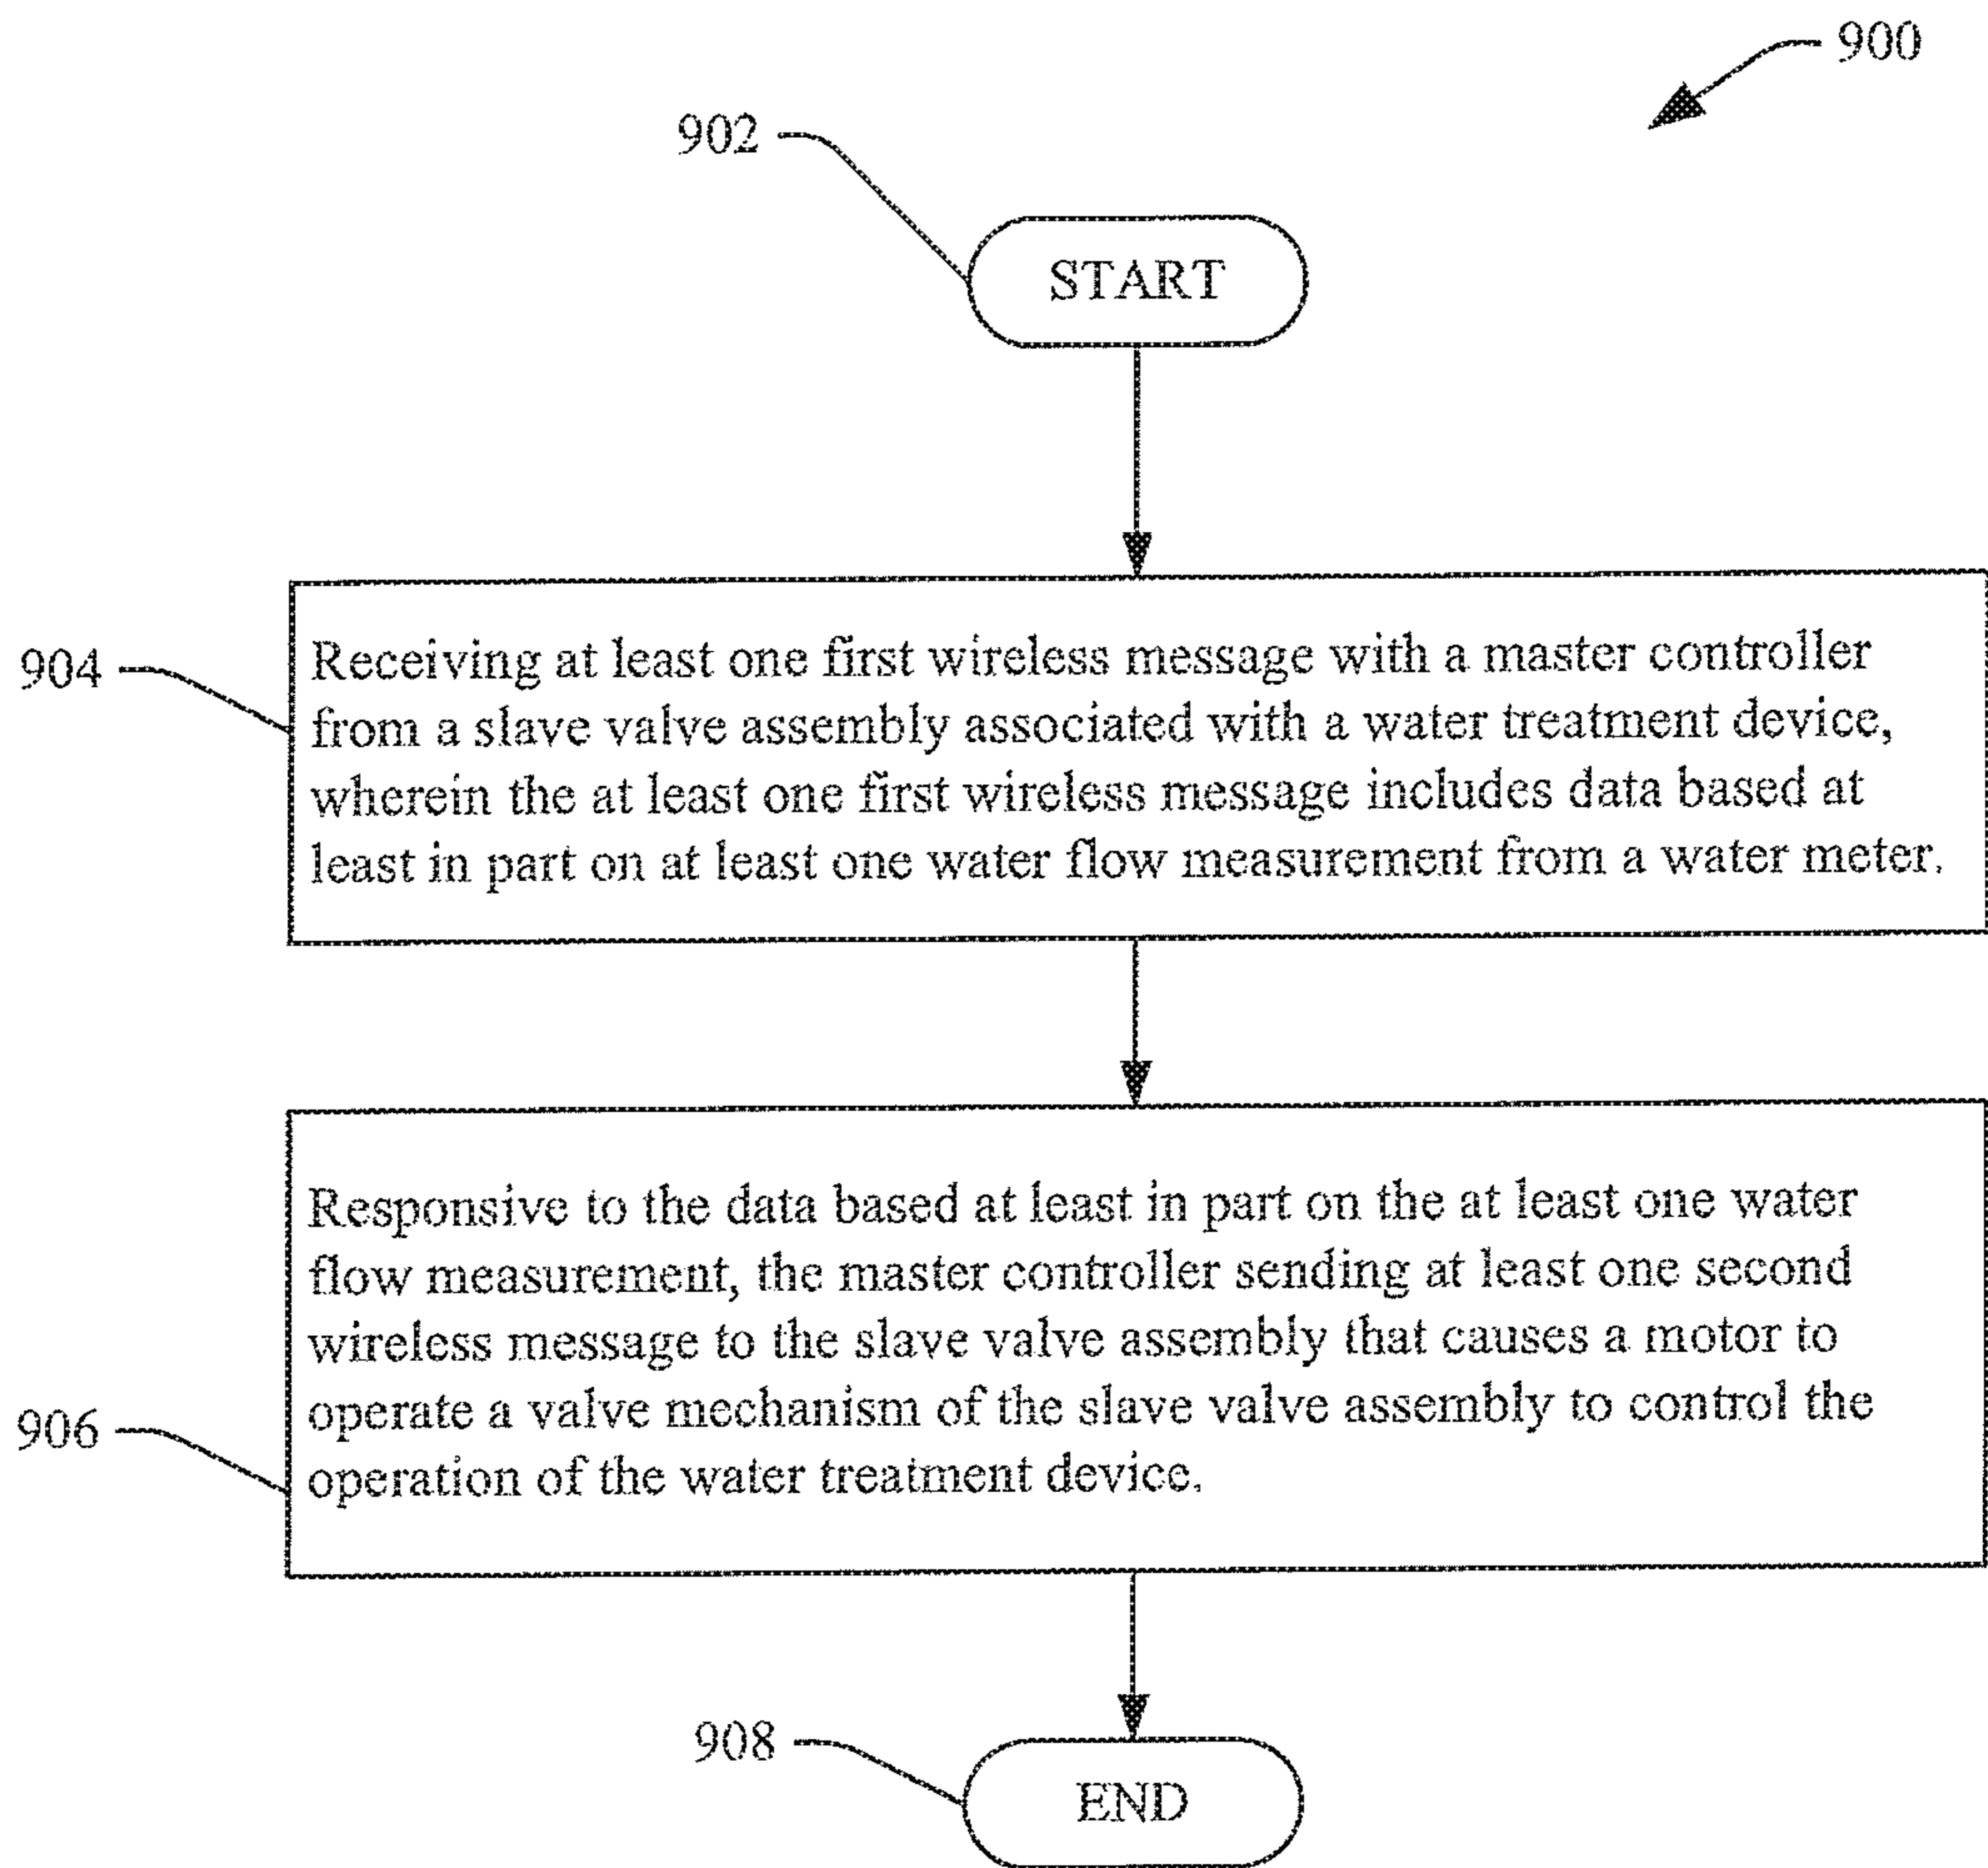 900
902
START
904
Receiving at least one first wireless message with a master controller
from a slave valve assembly associated with a water treatment device,
wherein the at least one first wireless message includes data based at
least in part on at least one water flow measurement from a water meter.
Responsive to the data based at least in part on the at least one water
flow measurement, the master controller sending at least one second
wireless message to the slave valve assembly that causes a motor to
operate a valve mechanism of the slave valve assembly to control the
operation of the water treatment device.
906
908
END